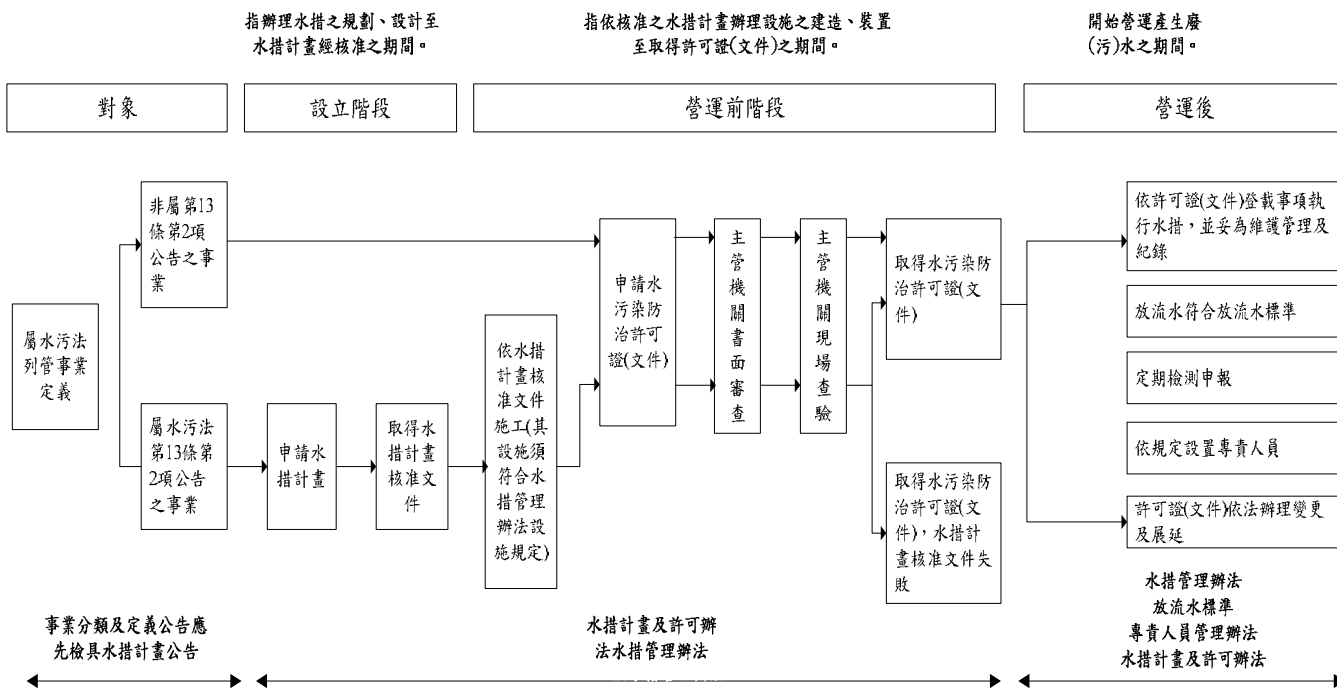 指辦理水措之規劃、設計至
水措計畫經核准之期間。
指依核准之水措計畫辦理設施之建造、裝置
至取得許可證(文件)之期間。
開始營運產生廢
(污)水之期間。
對象
設立階段
營運前階段
營運後
非屬第13
條第2項
公告之事
業
屬水污法
列管事業
定義
屬水污法
第13條第
2項公告
之事業
申請水
措計畫
取得水
措計畫
核准文
件
依水措
計畫核
准文件
施工(其
設施須
符合水
措管理
辦法設
施規定)
申請水
污染防
治許可
證(文件)
主
管
機
關
書
面
審
查
主
管
機
關
現
場
查
驗
取得水污染防
治許可證(文
件)
取得水污染防
治許可證(文
件)，水措計
畫核准文件失
敗
依許可證(文件)登載事項執
行水措，並妥為維護管理及
紀錄
放流水符合放流水標準
定期檢測申報
依規定設置專責人員
許可證(文件)依法辦理變更
及展延
事業分類及定義公告應
先檢具水措計畫公告
水措計畫及許可辦
法水措管理辦法
水措管理辦法
放流水標準
專責人員管理辦法
水措計畫及許可辦法